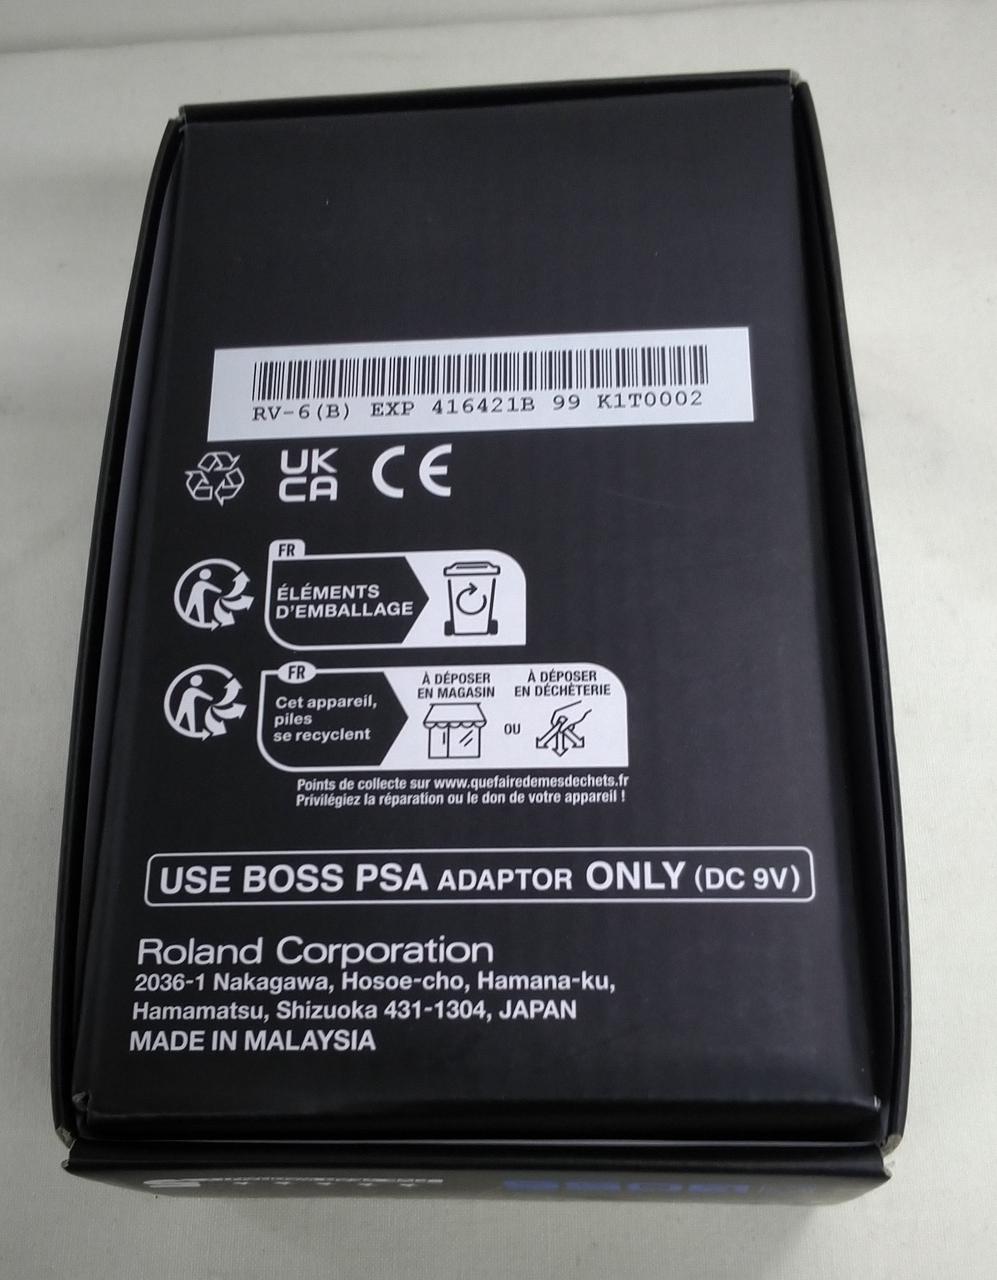 RV-6(B) EXP 416421B 99 K1T0002
UK
CA CE
FR
ÉLÉMENTS
D'EMBALLAGE
FR
Cet appareil,
piles
se recyclent
À DÉPOSER
EN MAGASIN
OU
À DÉPOSER
EN DÉCHÈTERIE
Points de collecte sur www.quefairedemesdechets.fr
Privilégiez la réparation ou le don de votre appareil !
USE BOSS PSA ADAPTOR ONLY (DC 9V)
Roland Corporation
2036-1 Nakagawa, Hosoe-cho, Hamana-ku,
Hamamatsu, Shizuoka 431-1304, JAPAN
MADE IN MALAYSIA